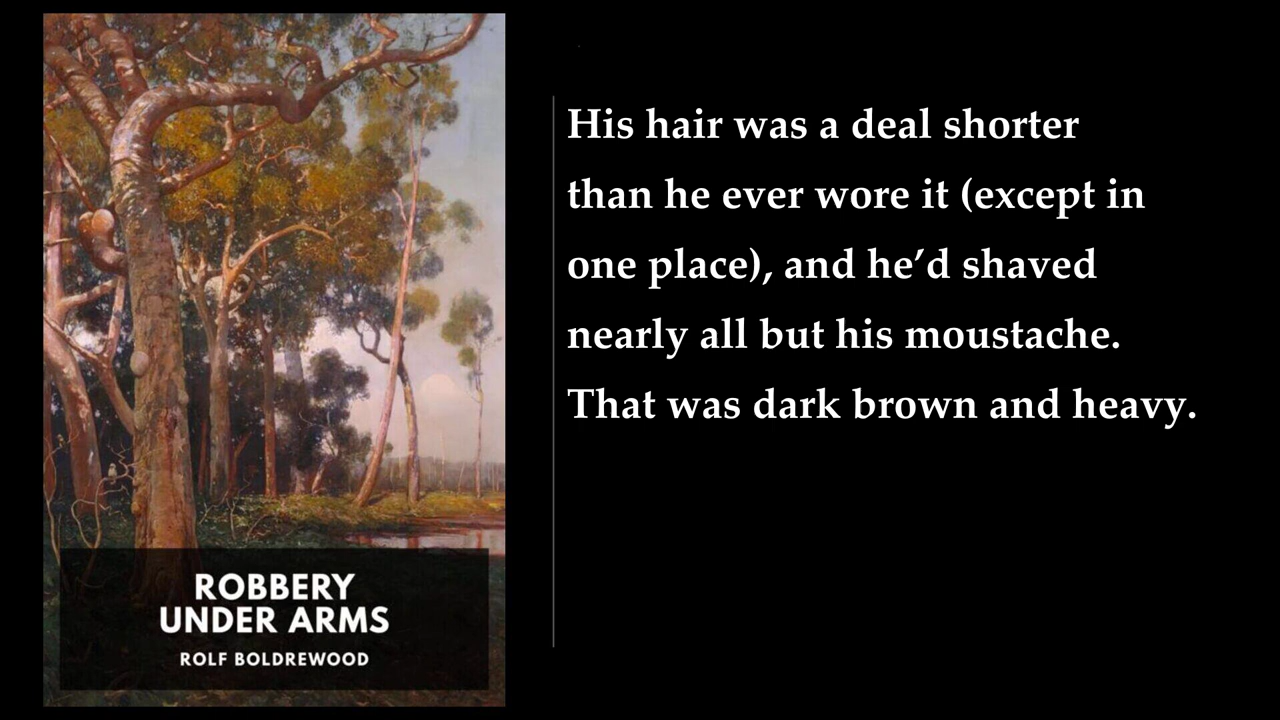 His hair was a deal shorter
than he ever wore it (except in
one place), and he’d shaved
nearly all but his moustache.
That was dark brown and heavy.
ROBBERY
UNDER ARMS
ROLF BOLDREWOOD